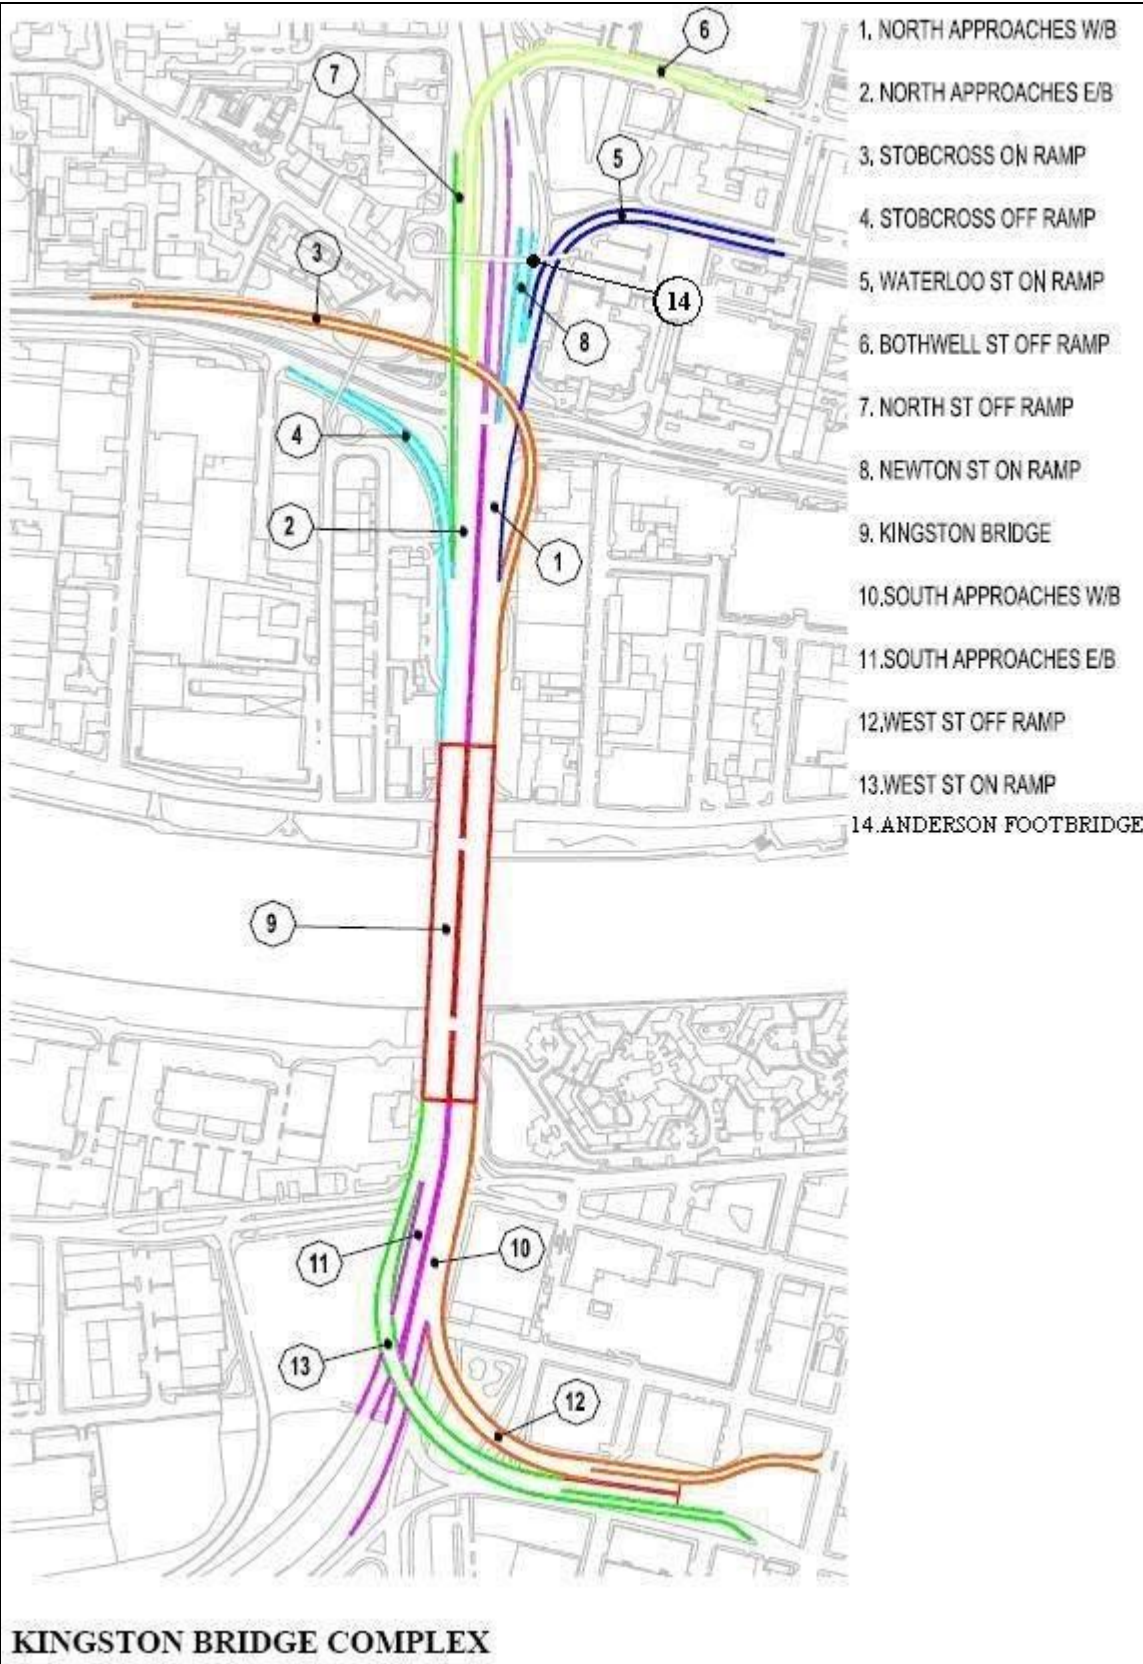 6
1, NORTH APPROACHES W/B
7
2. NORTH APPROACHES E/B
5
3, STOBCROSS ON RAMP
4. STOBCROSS OFF RAMP
3
14
5, WATERLOO ST ON RAMP
8
6. BOTHWELL ST OFF RAMP
4
7. NORTH ST OFF RAMP
8. NEWTON ST ON RAMP
2
1
9. KINGSTON BRIDGE
10.SOUTH APPROACHES W/B
11.SOUTH APPROACHES E/B
12.WEST ST OFF RAMP
13.WEST ST ON RAMP
14.ANDERSON FOOTBRIDGE
9
11
10
13
12
KINGSTON BRIDGE COMPLEX